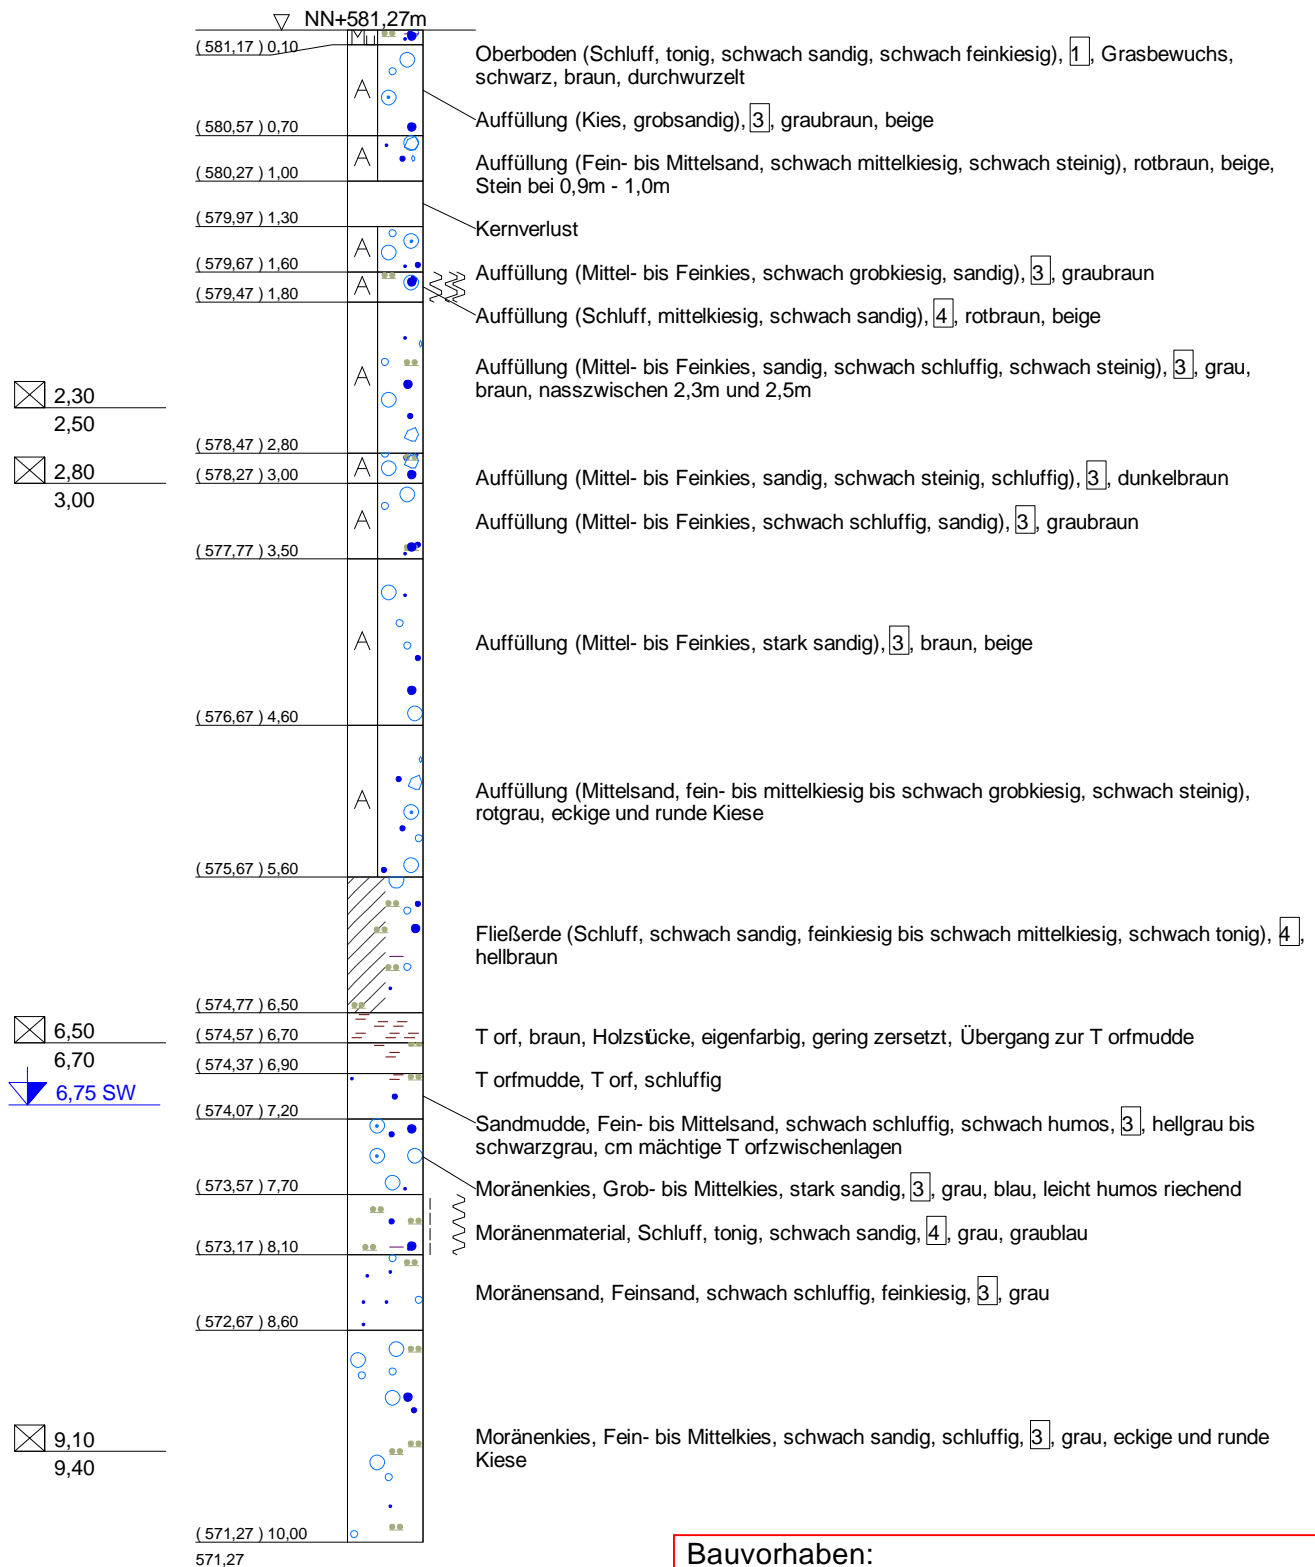 NN+581,27m
( 581,17 ) 0,10
Mu
Oberboden (Schluff, tonig, schwach sandig, schwach feinkiesig), 1, Grasbewuchs,
schwarz, braun, durchwurzelt
A
( 580,57 ) 0,70
Auffüllung (Kies, grobsandig), 3, graubraun, beige
A
( 580,27 ) 1,00
Auffüllung (Fein- bis Mittelsand, schwach mittelkiesig, schwach steinig), rotbraun, beige,
Stein bei 0,9m - 1,0m
( 579,97 ) 1,30
Kernverlust
A
( 579,67 ) 1,60
Auffüllung (Mittel- bis Feinkies, schwach grobkiesig, sandig), 3, graubraun
A
( 579,47 ) 1,80
Auffüllung (Schluff, mittelkiesig, schwach sandig), 4, rotbraun, beige
A
Auffüllung (Mittel- bis Feinkies, sandig, schwach schluffig, schwach steinig), 3, grau,
braun, nasszwischen 2,3m und 2,5m
2,30
2,50
( 578,47 ) 2,80
2,80
3,00
A
( 578,27 ) 3,00
Auffüllung (Mittel- bis Feinkies, sandig, schwach steinig, schluffig), 3, dunkelbraun
A
Auffüllung (Mittel- bis Feinkies, schwach schluffig, sandig), 3, graubraun
( 577,77 ) 3,50
A
Auffüllung (Mittel- bis Feinkies, stark sandig), 3, braun, beige
( 576,67 ) 4,60
A
Auffüllung (Mittelsand, fein- bis mittelkiesig bis schwach grobkiesig, schwach steinig),
rotgrau, eckige und runde Kiese
( 575,67 ) 5,60
Fließerde (Schluff, schwach sandig, feinkiesig bis schwach mittelkiesig, schwach tonig), 4,
hellbraun
( 574,77 ) 6,50
6,50
6,70
( 574,57 ) 6,70
T orf, braun, Holzstücke, eigenfarbig, gering zersetzt, Übergang zur T orfmudde
( 574,37 ) 6,90
T orfmudde, T orf, schluffig
6,75 SW
( 574,07 ) 7,20
Sandmudde, Fein- bis Mittelsand, schwach schluffig, schwach humos, 3, hellgrau bis
schwarzgrau, cm mächtige T orfzwischenlagen
( 573,57 ) 7,70
Moränenkies, Grob- bis Mittelkies, stark sandig, 3, grau, blau, leicht humos riechend
Moränenmaterial, Schluff, tonig, schwach sandig, 4, grau, graublau
( 573,17 ) 8,10
Moränensand, Feinsand, schwach schluffig, feinkiesig, 3, grau
( 572,67 ) 8,60
9,10
9,40
Moränenkies, Fein- bis Mittelkies, schwach sandig, schluffig, 3, grau, eckige und runde
Kiese
( 571,27 ) 10,00
571,27
Bauvorhaben: